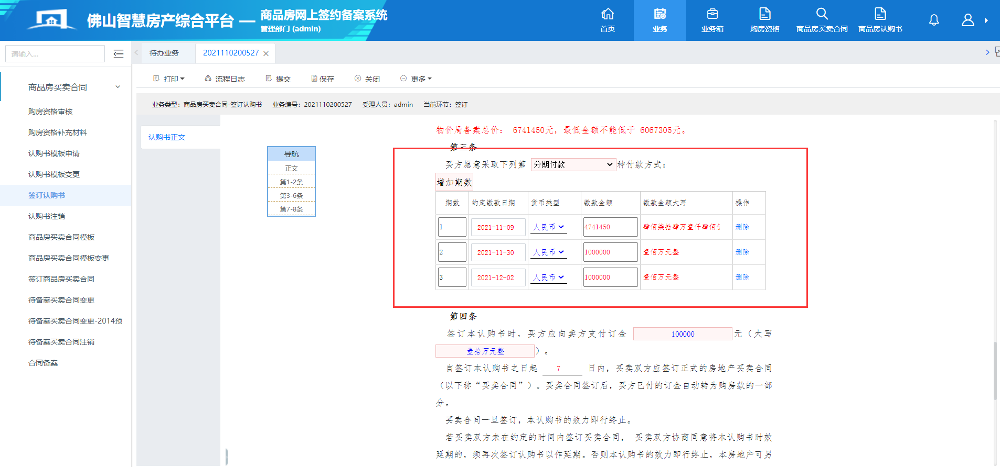 佛山智慧房产综合平台 — 商品房网上签约备案系统
管理部门 (admin)
首页
业务
业务箱
购房资格
商品房买卖合同
商品房认购书
请输入...
待办业务
2021110200527
打印
流程日志
提交
保存
关闭
更多
业务类型：商品房买卖合同-签订认购书 业务编号：2021110200527 受理人员：admin 当前环节：签订
商品房买卖合同
购房资格审核
购房资格补充材料
认购书模板申请
认购书模板变更
签订认购书
认购书注销
商品房买卖合同模板
商品房买卖合同模板变更
签订商品房买卖合同
待备案买卖合同变更
待备案买卖合同变更-2014预
待备案买卖合同注销
合同备案
认购书正文
导航
正文
第1-2条
第3-6条
第7-8条
物价局备案总价： 6741450元，最低金额不能低于 6067305元。
第三条
买方愿意采取下列第 分期付款 种付款方式：
增加期数
期数 约定缴款日期 货币类型 缴款金额 缴款金额大写 操作
1 2021-11-09 人民币 4741450 肆佰柒拾肆万壹仟肆佰 删除
2 2021-11-30 人民币 1000000 壹佰万元整 删除
3 2021-12-02 人民币 1000000 壹佰万元整 删除
第四条
签订本认购书时，买方应向卖方支付订金 100000 元（大写
壹拾万元整 ）。
自签订本认购书之日起 7 日内，买卖双方应签订正式的房地产买卖合同
（以下称“买卖合同”）。买卖合同签订后，买方已付的订金自动转为购房款的一部
分。
买卖合同一旦签订，本认购书的效力即行终止。
若买卖双方未在约定的时间内签订买卖合同， 买卖双方协商同意将本认购书时效
延期的，须再次签订认购书以作延期。否则本认购书的效力即行终止，本房地产可另